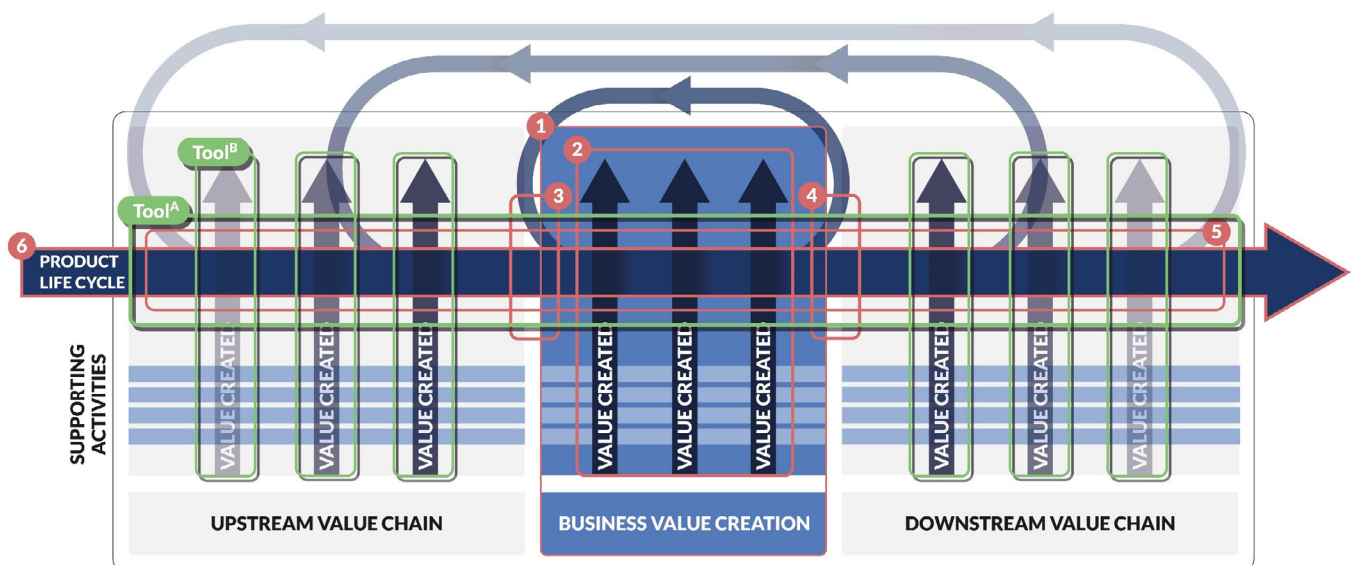 1
2
Tool^B
3
4
Tool^A
5
6
PRODUCT
LIFE CYCLE
SUPPORTING
ACTIVITIES
VALUE CREATED
VALUE CREATED
VALUE CREATED
VALUE CREATED
VALUE CREATED
VALUE CREATED
VALUE CREATED
VALUE CREATED
VALUE CREATED
UPSTREAM VALUE CHAIN
BUSINESS VALUE CREATION
DOWNSTREAM VALUE CHAIN